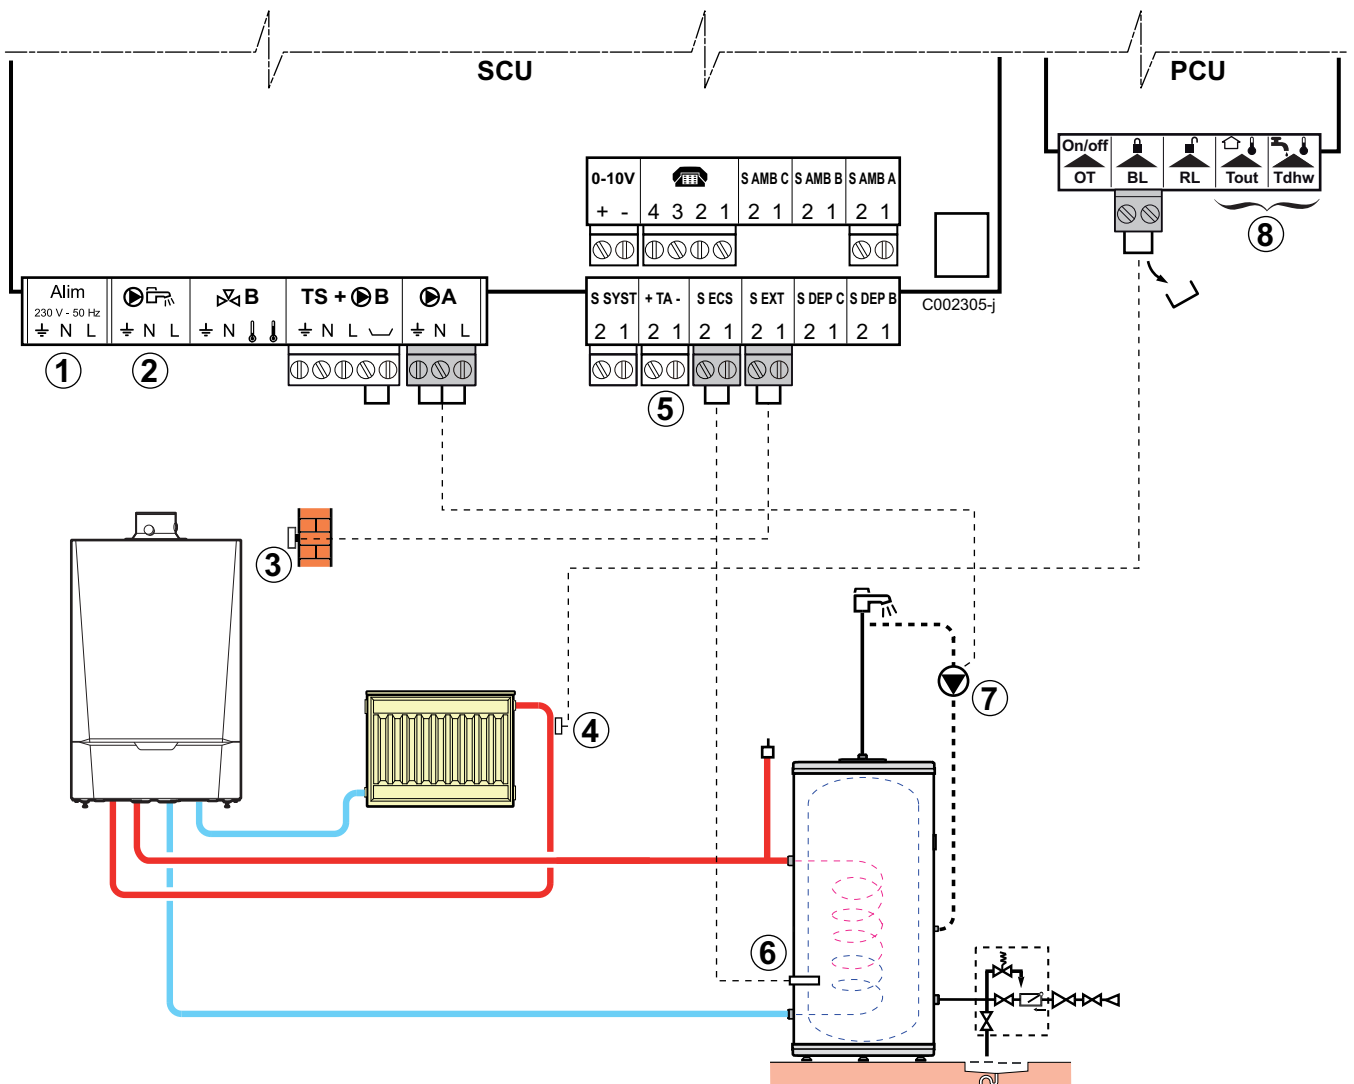 SCU
PCU
On/off
OT
BL
RL
Tout
Tdhw
8
0-10V
S AMB C
S AMB B
S AMB A
+ -
4 3 2 1
2 1
2 1
2 1
C002305-j
Alim
230 V - 50 Hz
N L
N L
B
N
TS + B
N L
A
N L
S SYST
+ TA -
S ECS
S EXT
S DEP C
S DEP B
2 1
2 1
2 1
2 1
2 1
2 1
1
2
5
3
4
7
6